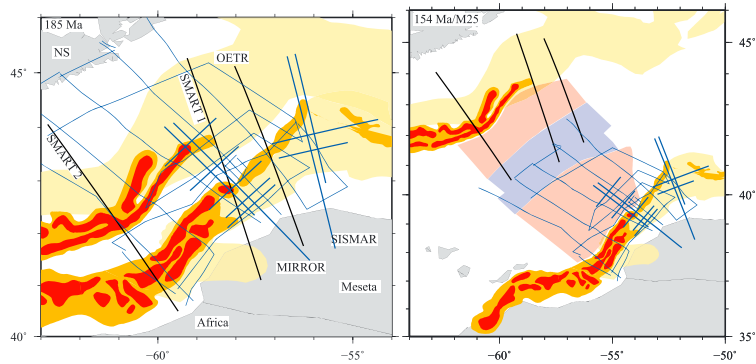 185 Ma
NS
OETR
SMART 1
SMART 2
SISMAR
MIRROR
Meseta
Africa
45°
40°
−60°
−55°
154 Ma/M25
45°
40°
35°
−60°
−55°
−50°